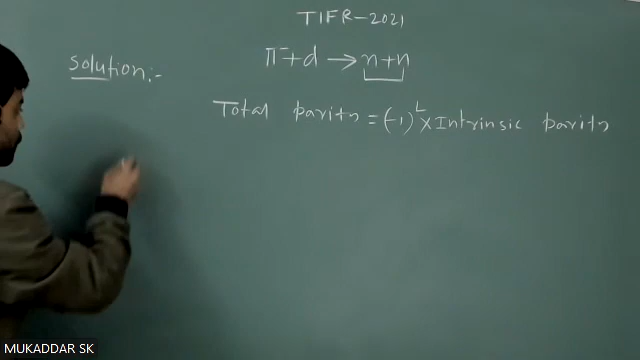 TIFR-2021
π⁻+d → n+n
Solution:-
Total parity = (-1)^L × Intrinsic parity
MUKADDAR SK